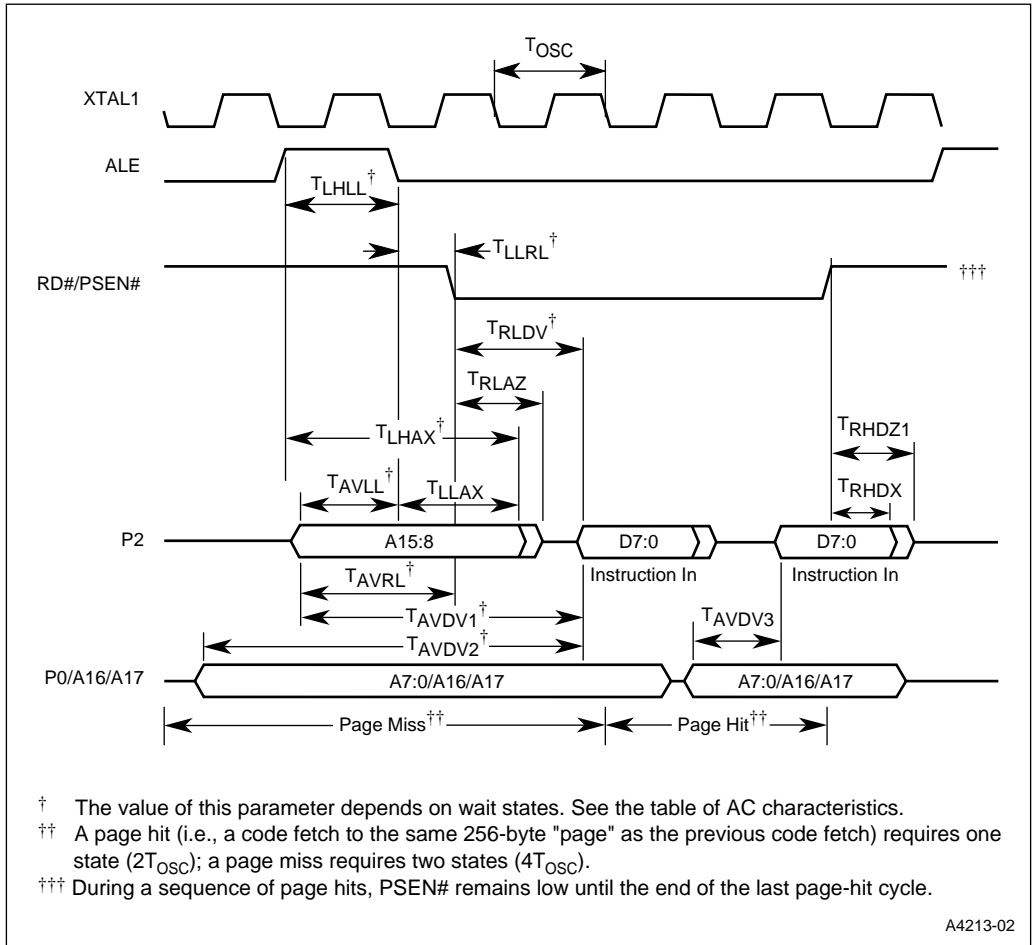 TOSC
XTAL1
ALE
TLHLL†
TLLRL†
RD#/PSEN#
†††
TRLDV†
TRLAZ
TLHAX†
TRHDZ1
TAVLL†
TLLAX
TRHDX
P2
A15:8
D7:0
D7:0
Instruction In
Instruction In
TAVRL†
TAVDV1†
TAVDV3
TAVDV2†
P0/A16/A17
A7:0/A16/A17
A7:0/A16/A17
Page Miss††
Page Hit††
† The value of this parameter depends on wait states. See the table of AC characteristics.
†† A page hit (i.e., a code fetch to the same 256-byte "page" as the previous code fetch) requires one
state (2TOSC); a page miss requires two states (4TOSC).
††† During a sequence of page hits, PSEN# remains low until the end of the last page-hit cycle.
A4213-02